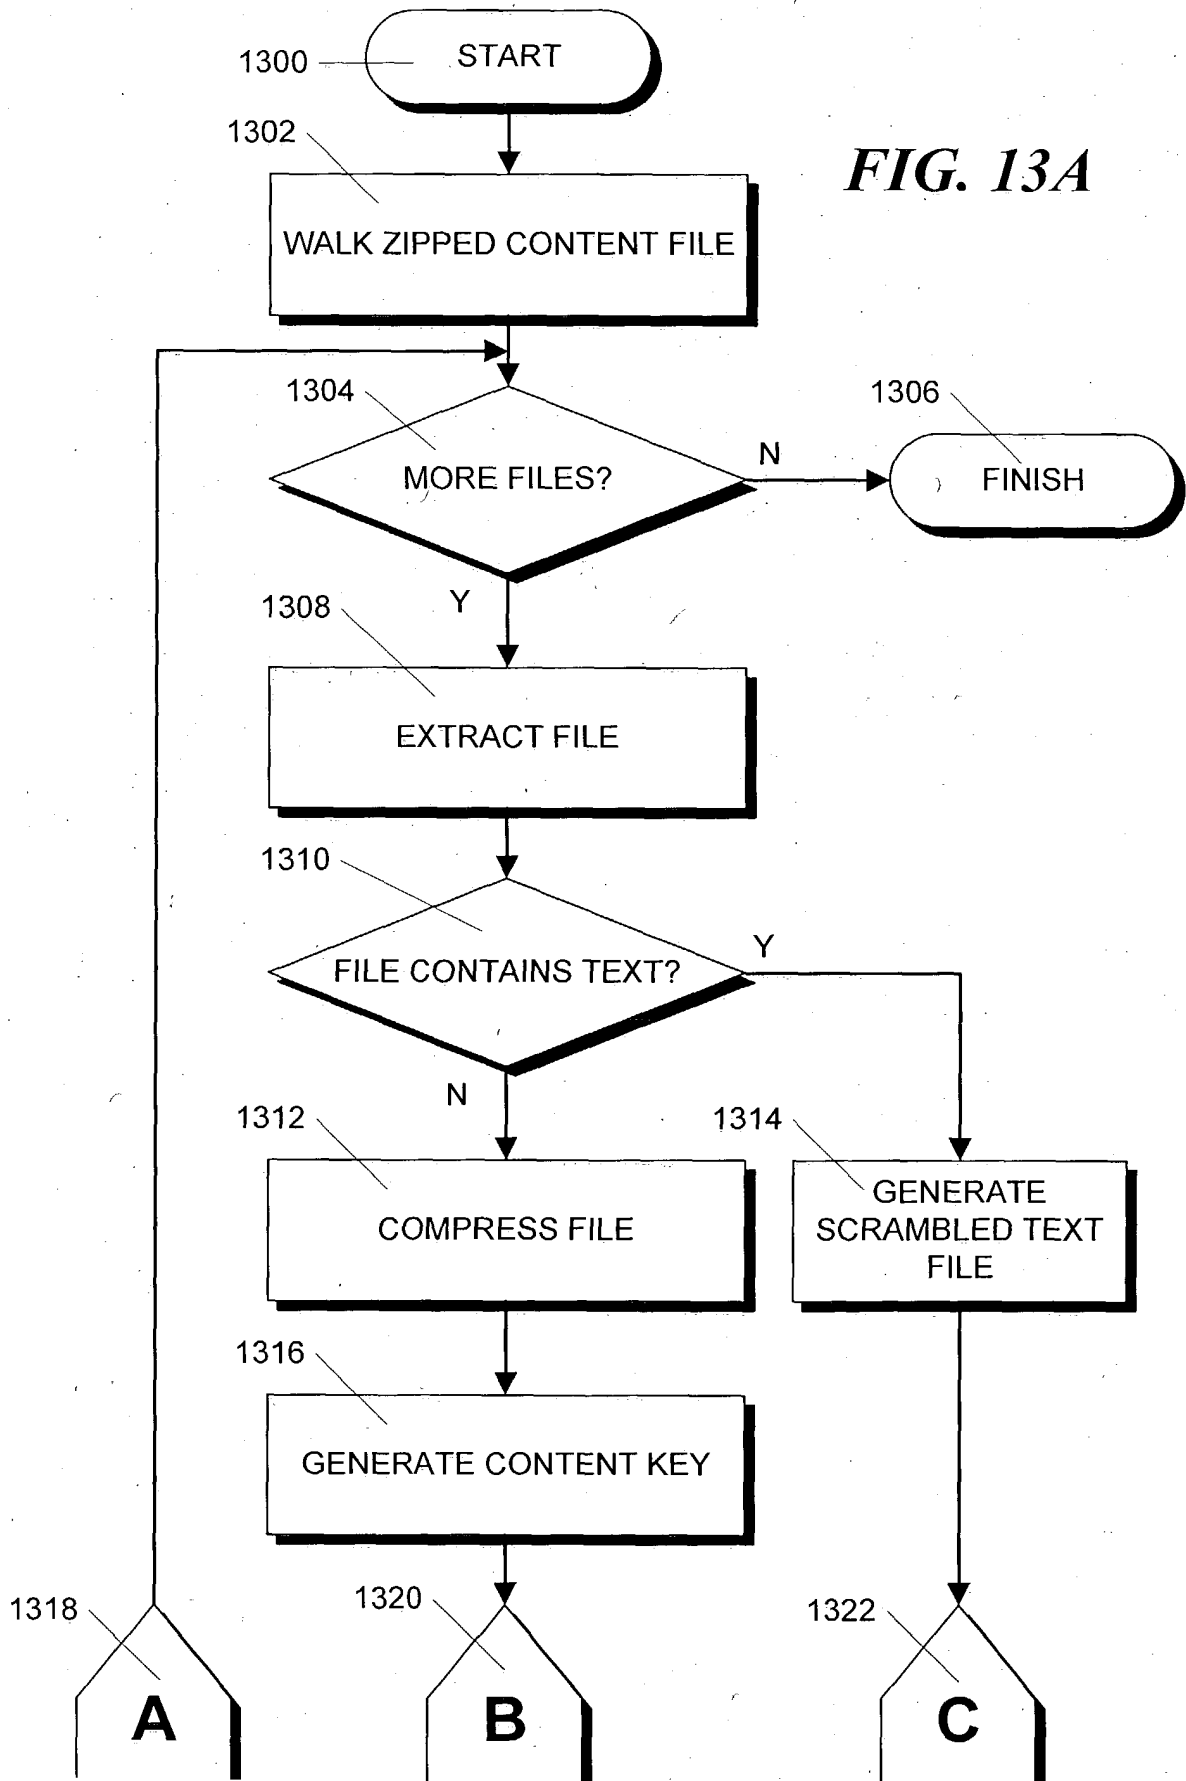 1300
START
1302
FIG. 13A
WALK ZIPPED CONTENT FILE
1304
1306
MORE FILES?
N
FINISH
Y
1308
EXTRACT FILE
1310
FILE CONTAINS TEXT?
Y
N
1312
1314
COMPRESS FILE
GENERATE
SCRAMBLED TEXT
FILE
1316
GENERATE CONTENT KEY
1318
1320
1322
A
B
C